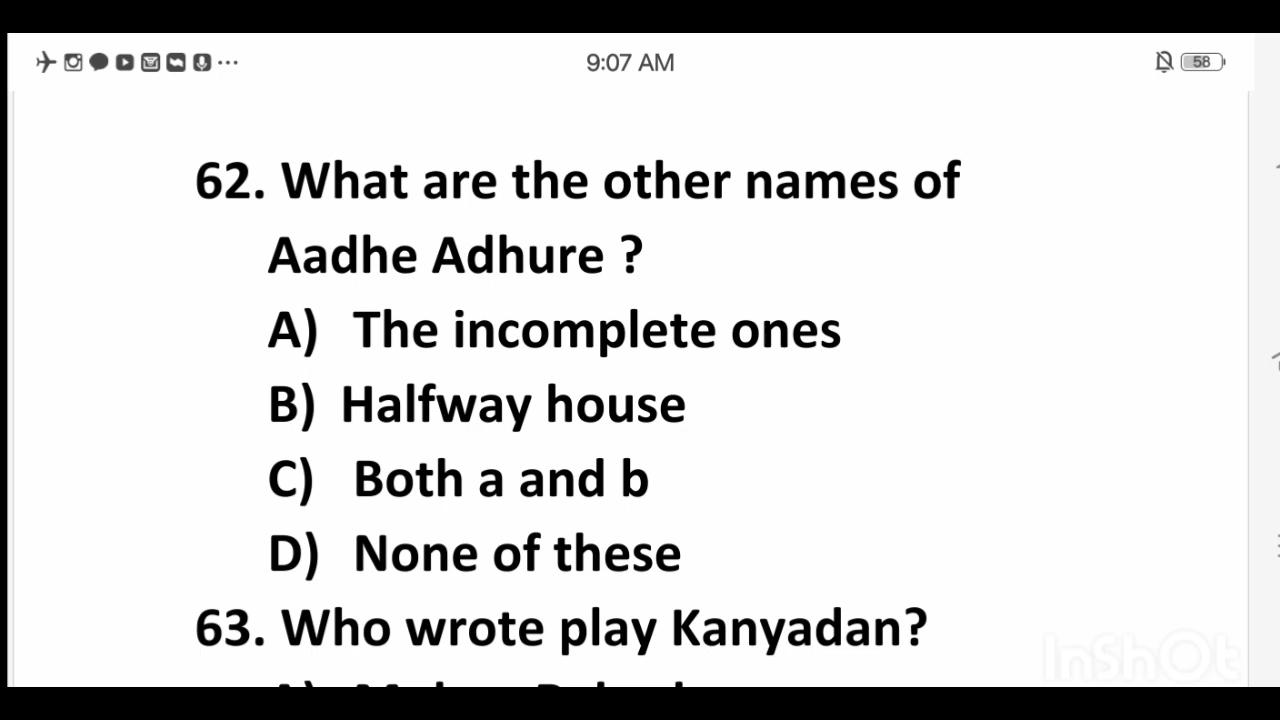 9:07 AM
58
62. What are the other names of
Aadhe Adhure ?
A) The incomplete ones
B) Halfway house
C) Both a and b
D) None of these
63. Who wrote play Kanyadan?
InShOt